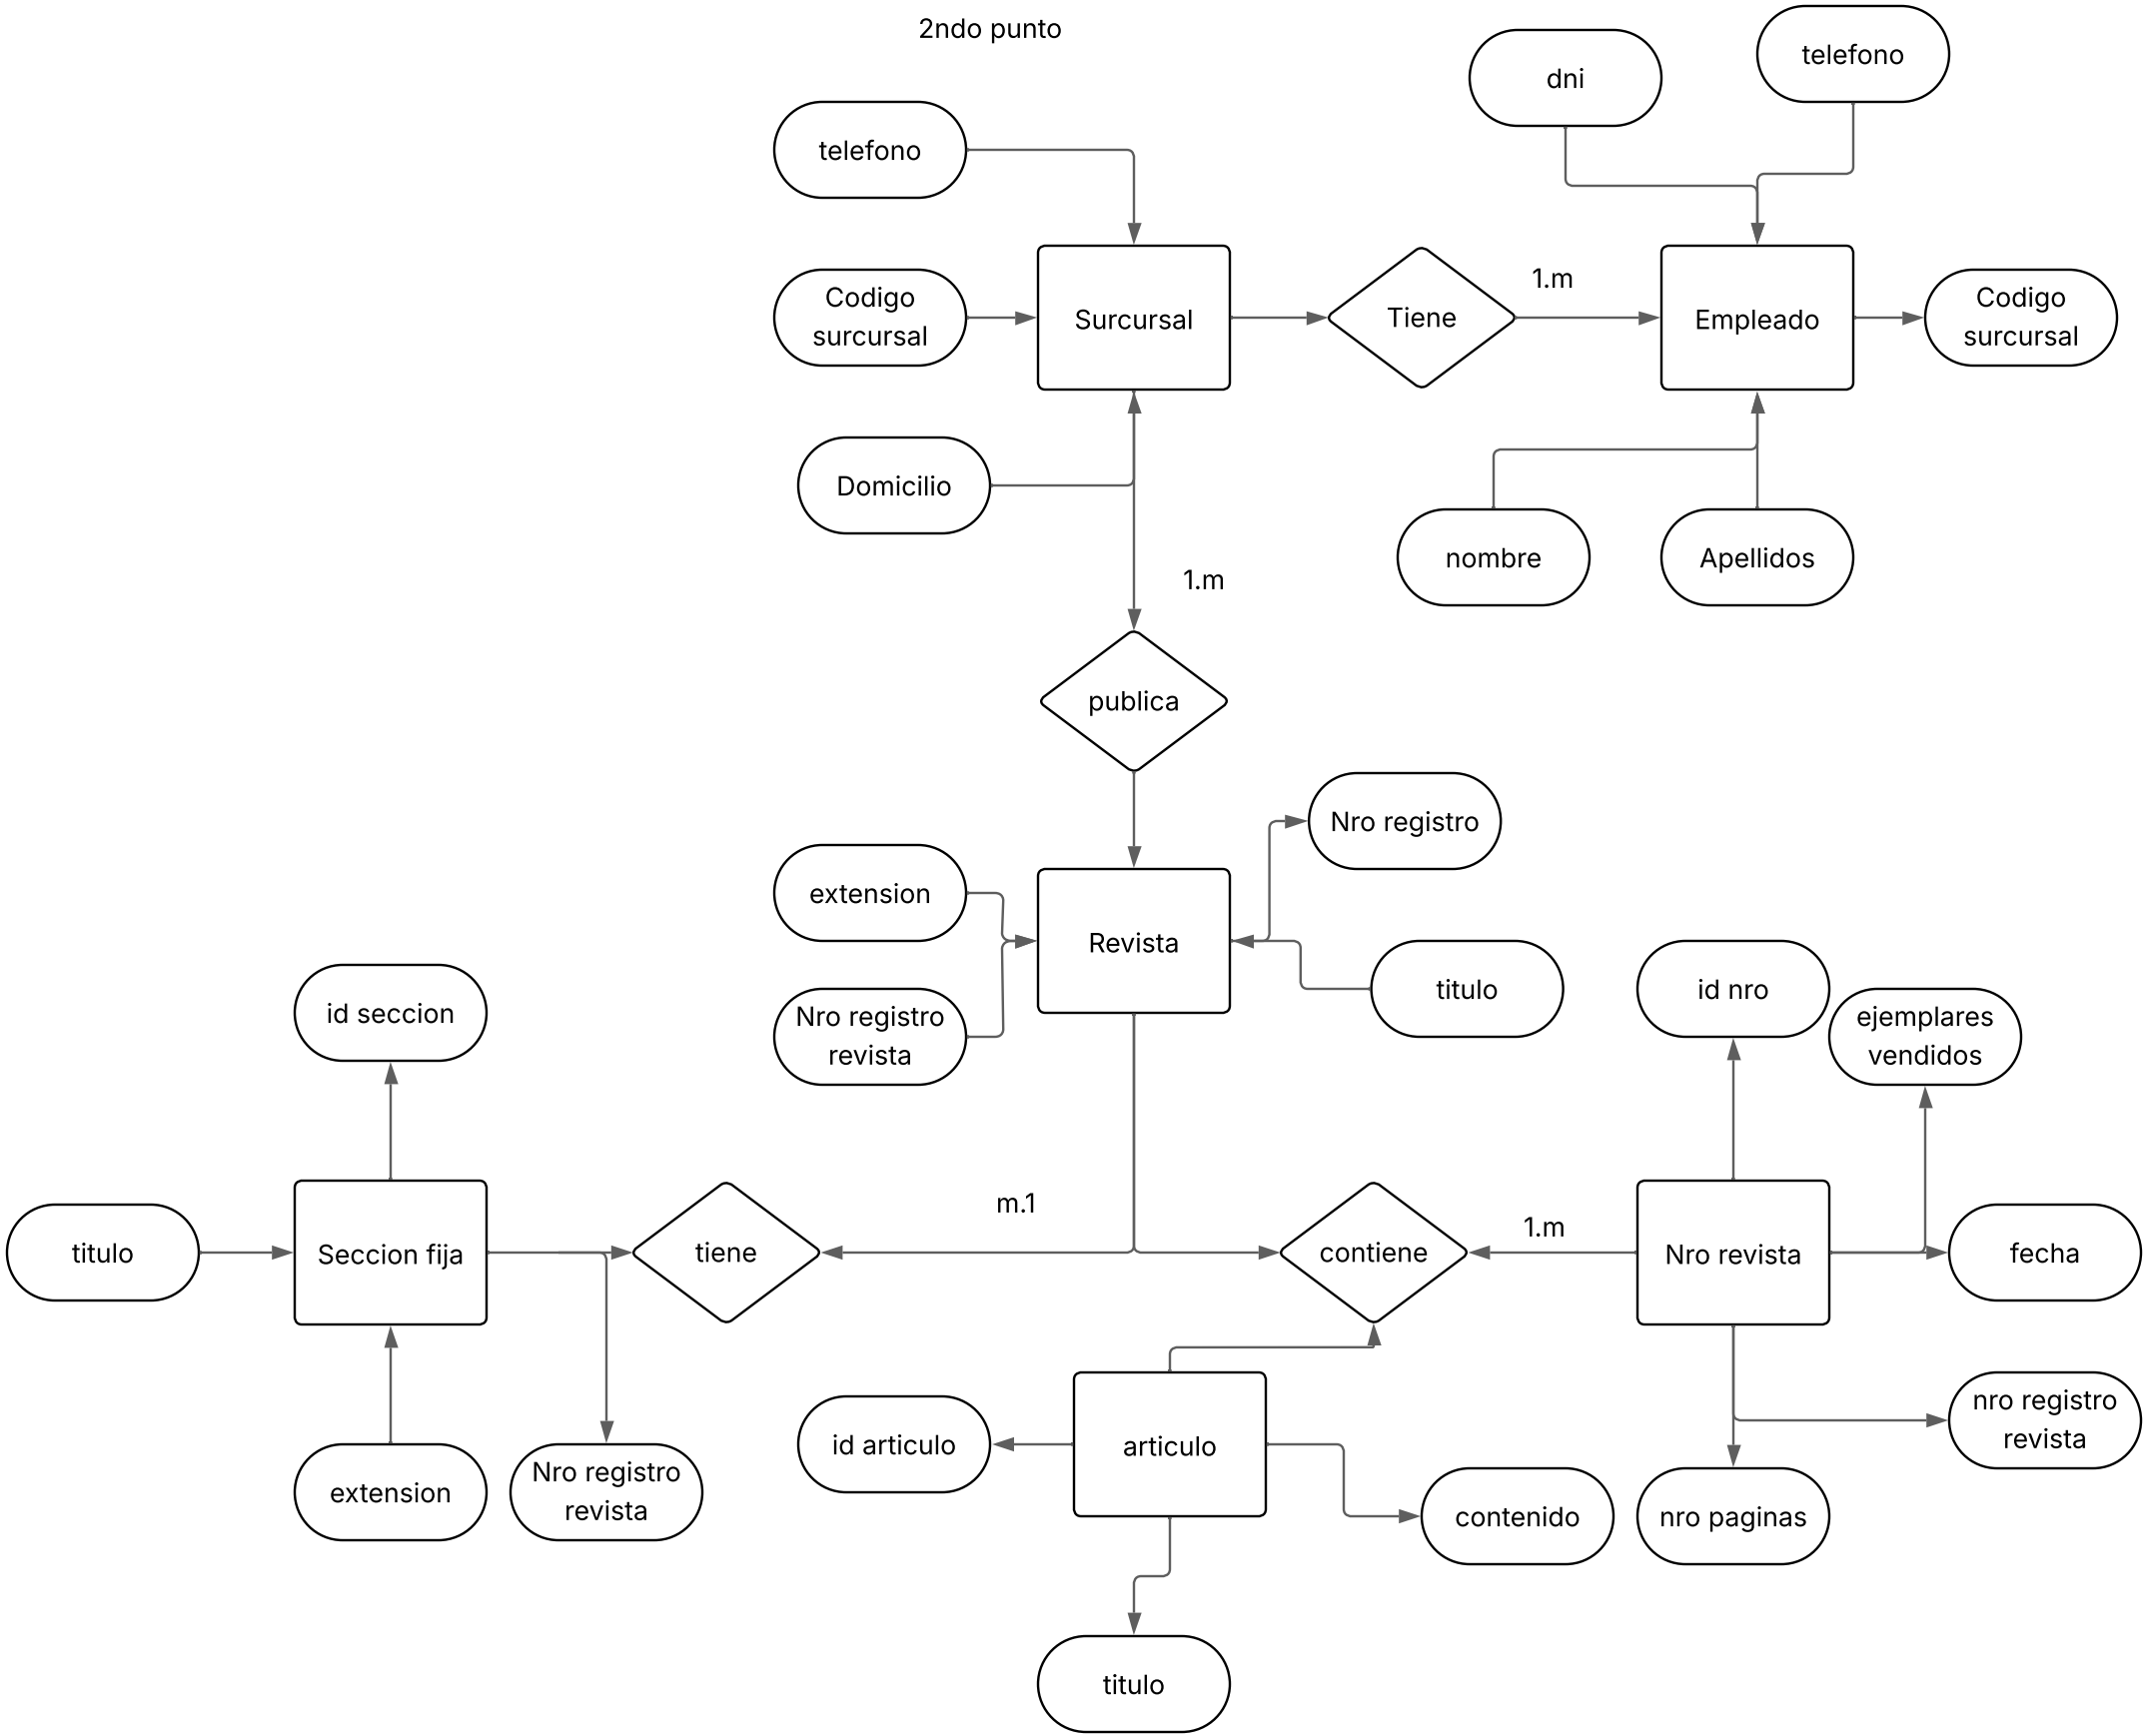 2ndo punto
dni
telefono
telefono
Codigo
surcursal
Surcursal
Tiene
1.m
Empleado
Codigo
surcursal
Domicilio
nombre
Apellidos
1.m
publica
Nro registro
extension
Revista
titulo
Nro registro
revista
id seccion
id nro
ejemplares
vendidos
m.1
1.m
titulo
Seccion fija
tiene
contiene
Nro revista
fecha
extension
Nro registro
revista
id articulo
articulo
contenido
nro registro
revista
nro paginas
titulo